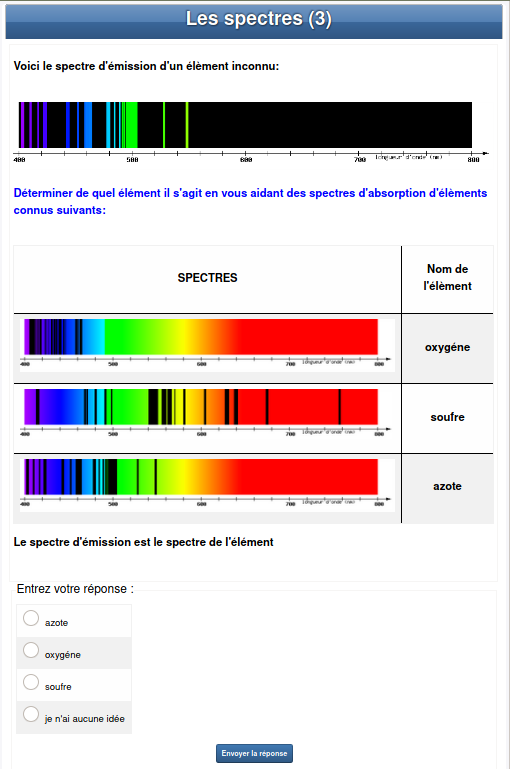 Les spectres (3)
Voici le spectre d'émission d'un élèment inconnu:
400 500 600 700 longueur d'onde (nm) 800
Déterminer de quel élément il s'agit en vous aidant des spectres d'absorption d'élèments
connus suivants:
SPECTRES
Nom de
l'élèment
400 500 600 700 longueur d'onde (nm) 800
oxygéne
400 500 600 700 longueur d'onde (nm) 800
soufre
400 500 600 700 longueur d'onde (nm) 800
azote
Le spectre d'émission est le spectre de l'élément
Entrez votre réponse :
azote
oxygéne
soufre
je n'ai aucune idée
Envoyer la réponse